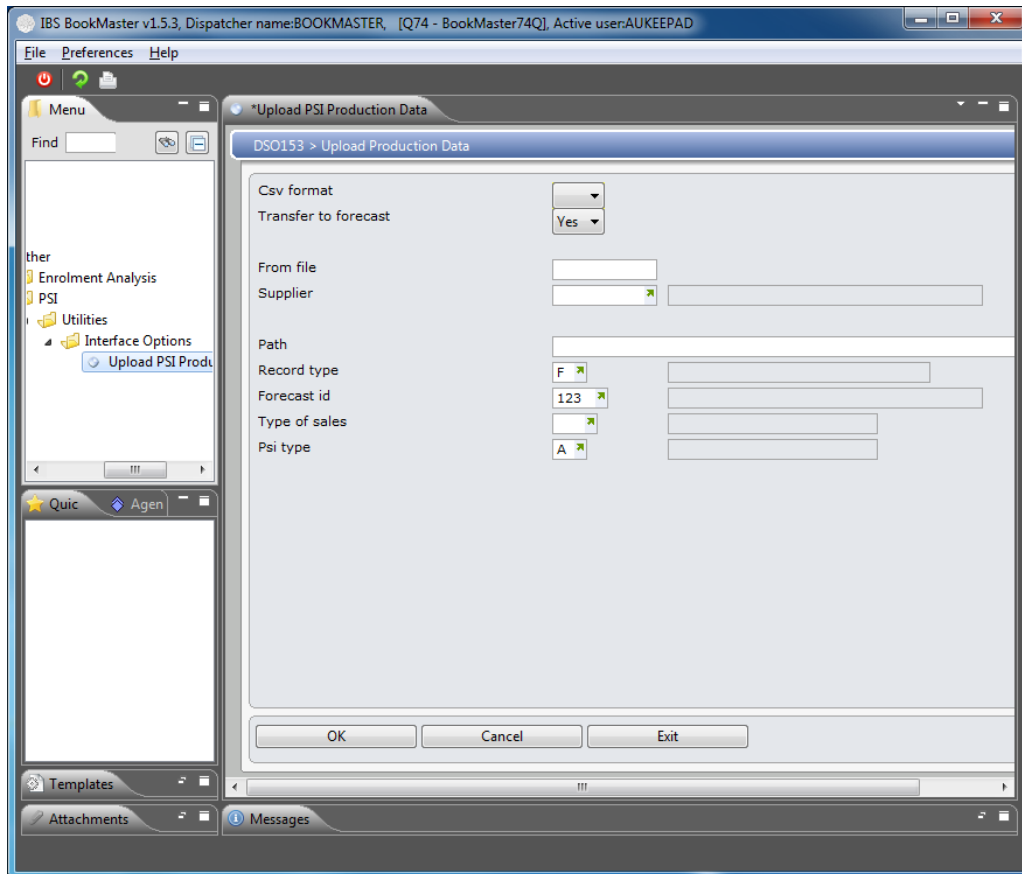 IBS BookMaster v1.5.3, Dispatcher name:BOOKMASTER, [Q74 - BookMaster74Q], Active user:AUKEEPAD
File Preferences Help
Menu
*Upload PSI Production Data
Find
DSO153 > Upload Production Data
Csv format
Transfer to forecast Yes
ther
From file
Enrolment Analysis
Supplier
PSI
Utilities
Interface Options
Path
Upload PSI Produ
Record type F
Forecast id 123
Type of sales
Psi type A
Quic Agen
OK Cancel Exit
Templates
Attachments
Messages